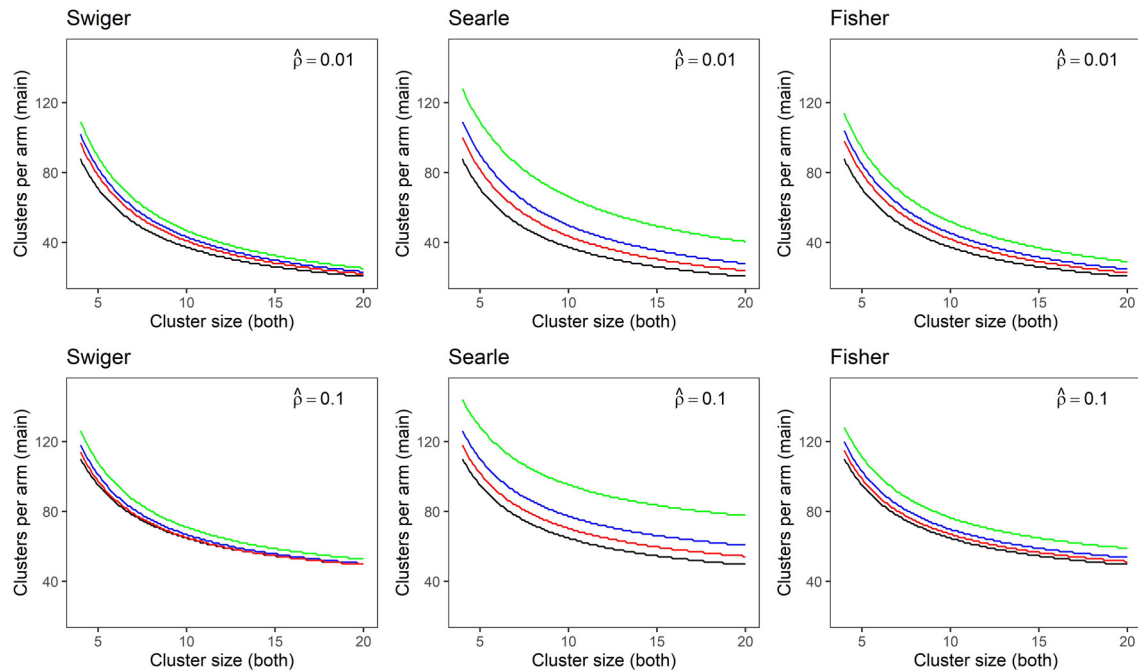 Swiger
Searle
Fisher
ρ̂ = 0.01
ρ̂ = 0.01
ρ̂ = 0.01
Clusters per arm (main)
120
80
40
5 10 15 20
Cluster size (both)
Clusters per arm (main)
120
80
40
5 10 15 20
Cluster size (both)
Clusters per arm (main)
120
80
40
5 10 15 20
Cluster size (both)
Swiger
Searle
Fisher
ρ̂ = 0.1
ρ̂ = 0.1
ρ̂ = 0.1
Clusters per arm (main)
120
80
40
5 10 15 20
Cluster size (both)
Clusters per arm (main)
120
80
40
5 10 15 20
Cluster size (both)
Clusters per arm (main)
120
80
40
5 10 15 20
Cluster size (both)